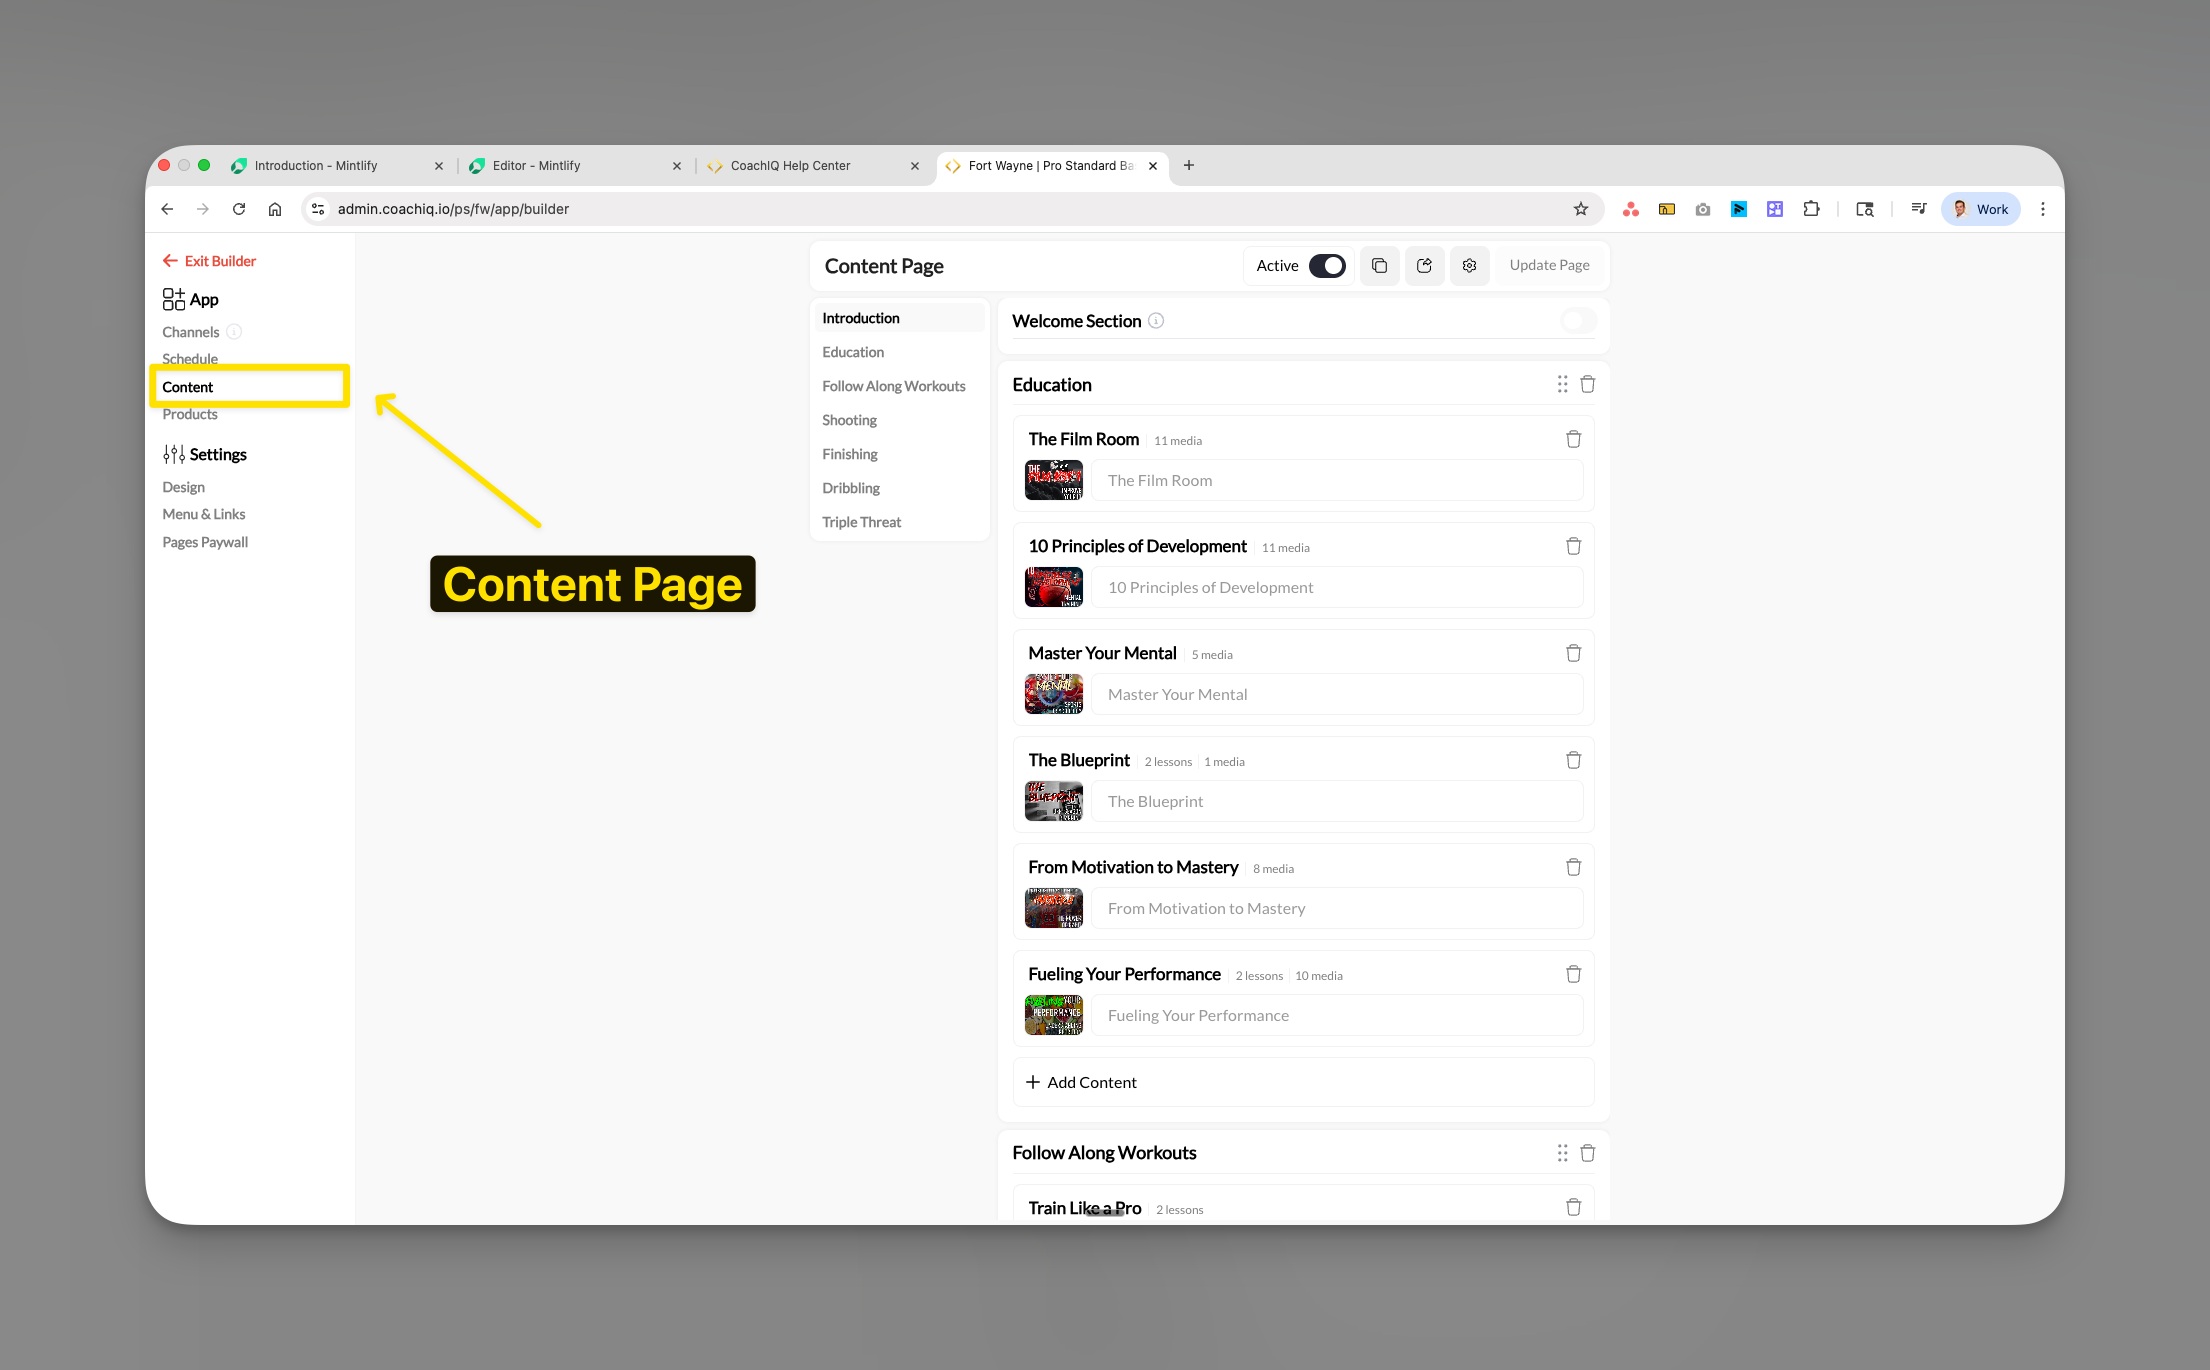 Introduction - Mintlify
Editor - Mintlify
CoachIQ Help Center
Fort Wayne | Pro Standard Ba
admin.coachiq.io/ps/fw/app/builder
Work
Exit Builder
App
Channels
Schedule
Content
Products
Settings
Design
Menu & Links
Pages Paywall
Content Page
Content Page
Active
Update Page
Introduction
Education
Follow Along Workouts
Shooting
Finishing
Dribbling
Triple Threat
Welcome Section
Education
The Film Room 11 media
The Film Room
10 Principles of Development 11 media
10 Principles of Development
Master Your Mental 5 media
Master Your Mental
The Blueprint 2 lessons 1 media
The Blueprint
From Motivation to Mastery 8 media
From Motivation to Mastery
Fueling Your Performance 2 lessons 10 media
Fueling Your Performance
Add Content
Follow Along Workouts
Train Like a Pro 2 lessons